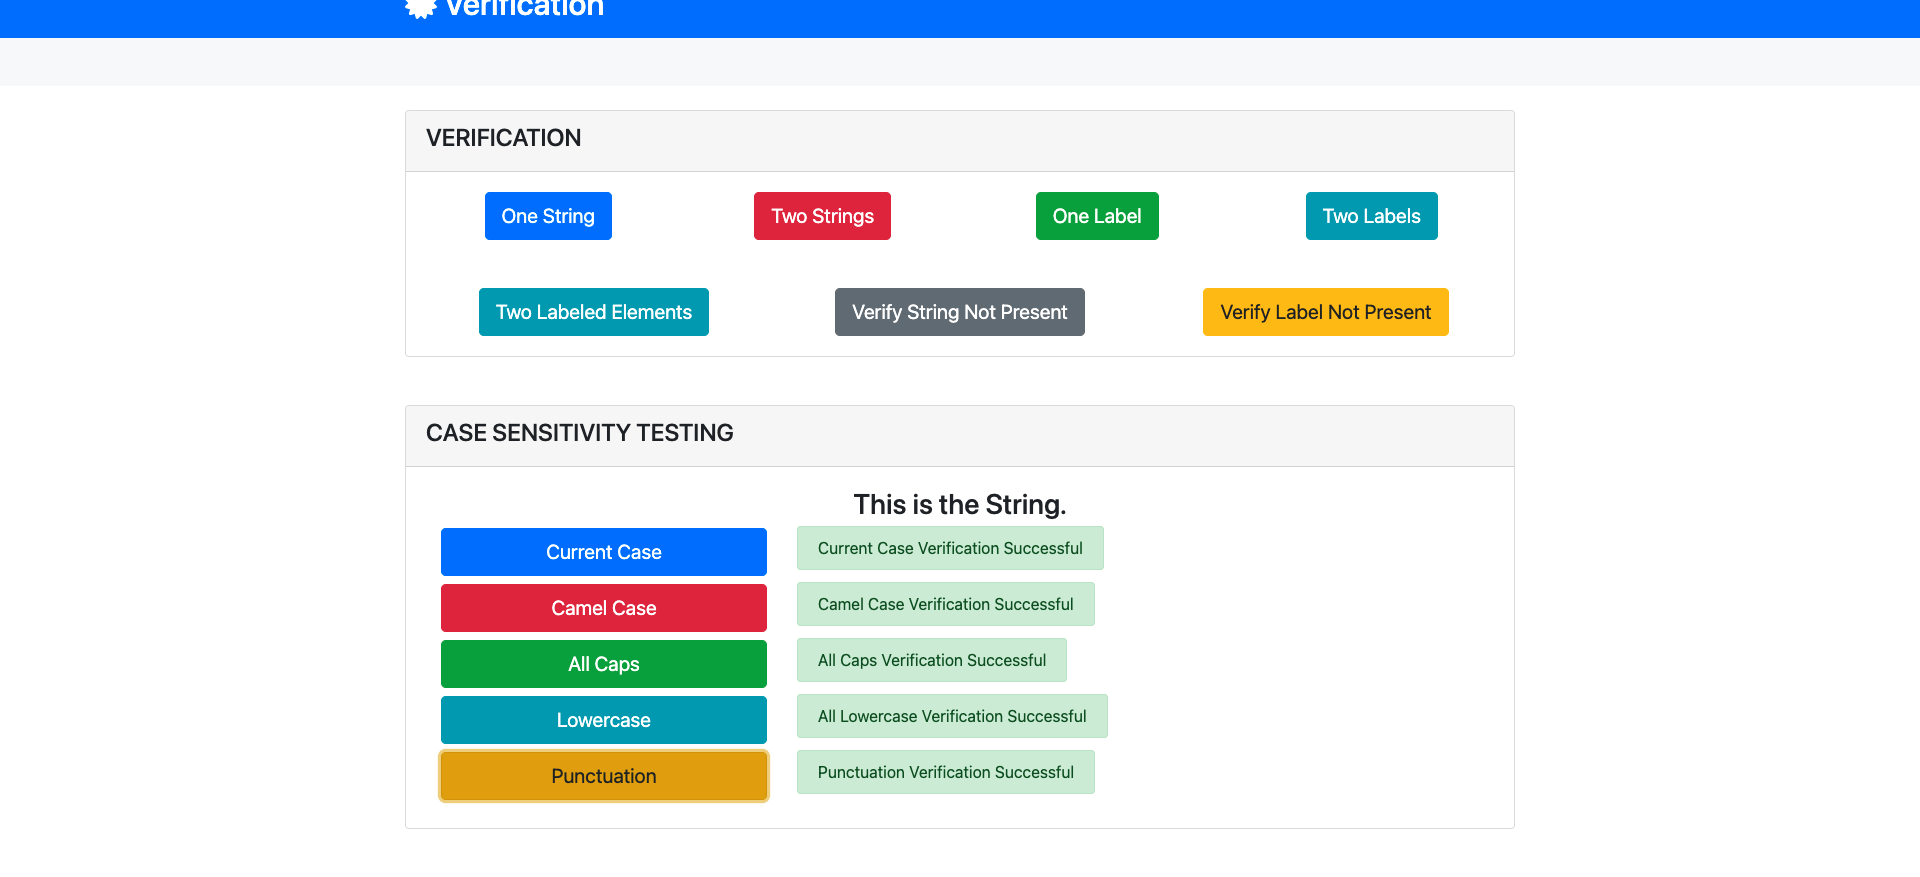 Verification
VERIFICATION
One String
Two Strings
One Label
Two Labels
Two Labeled Elements
Verify String Not Present
Verify Label Not Present
CASE SENSITIVITY TESTING
This is the String.
Current Case
Current Case Verification Successful
Camel Case
Camel Case Verification Successful
All Caps
All Caps Verification Successful
Lowercase
All Lowercase Verification Successful
Punctuation
Punctuation Verification Successful